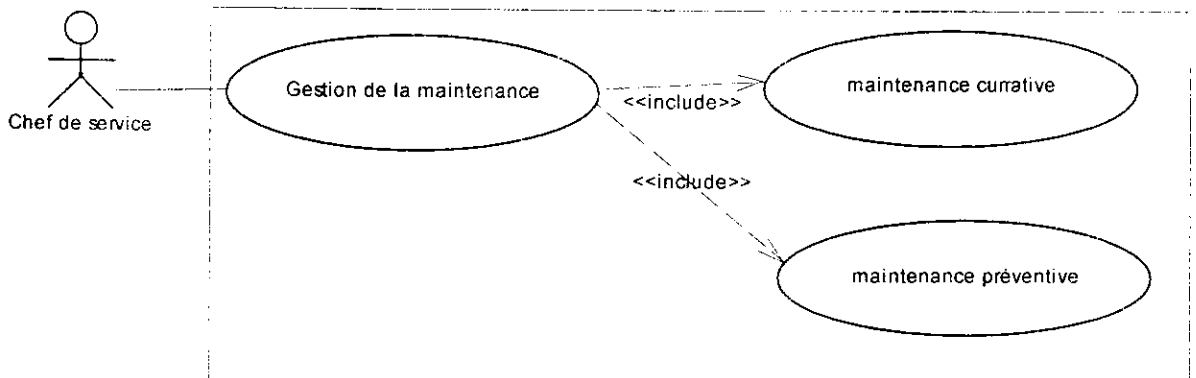 Gestion de la maintenance
maintenance currative
<<include>>
Chef de service
<<include>>
maintenance préventive